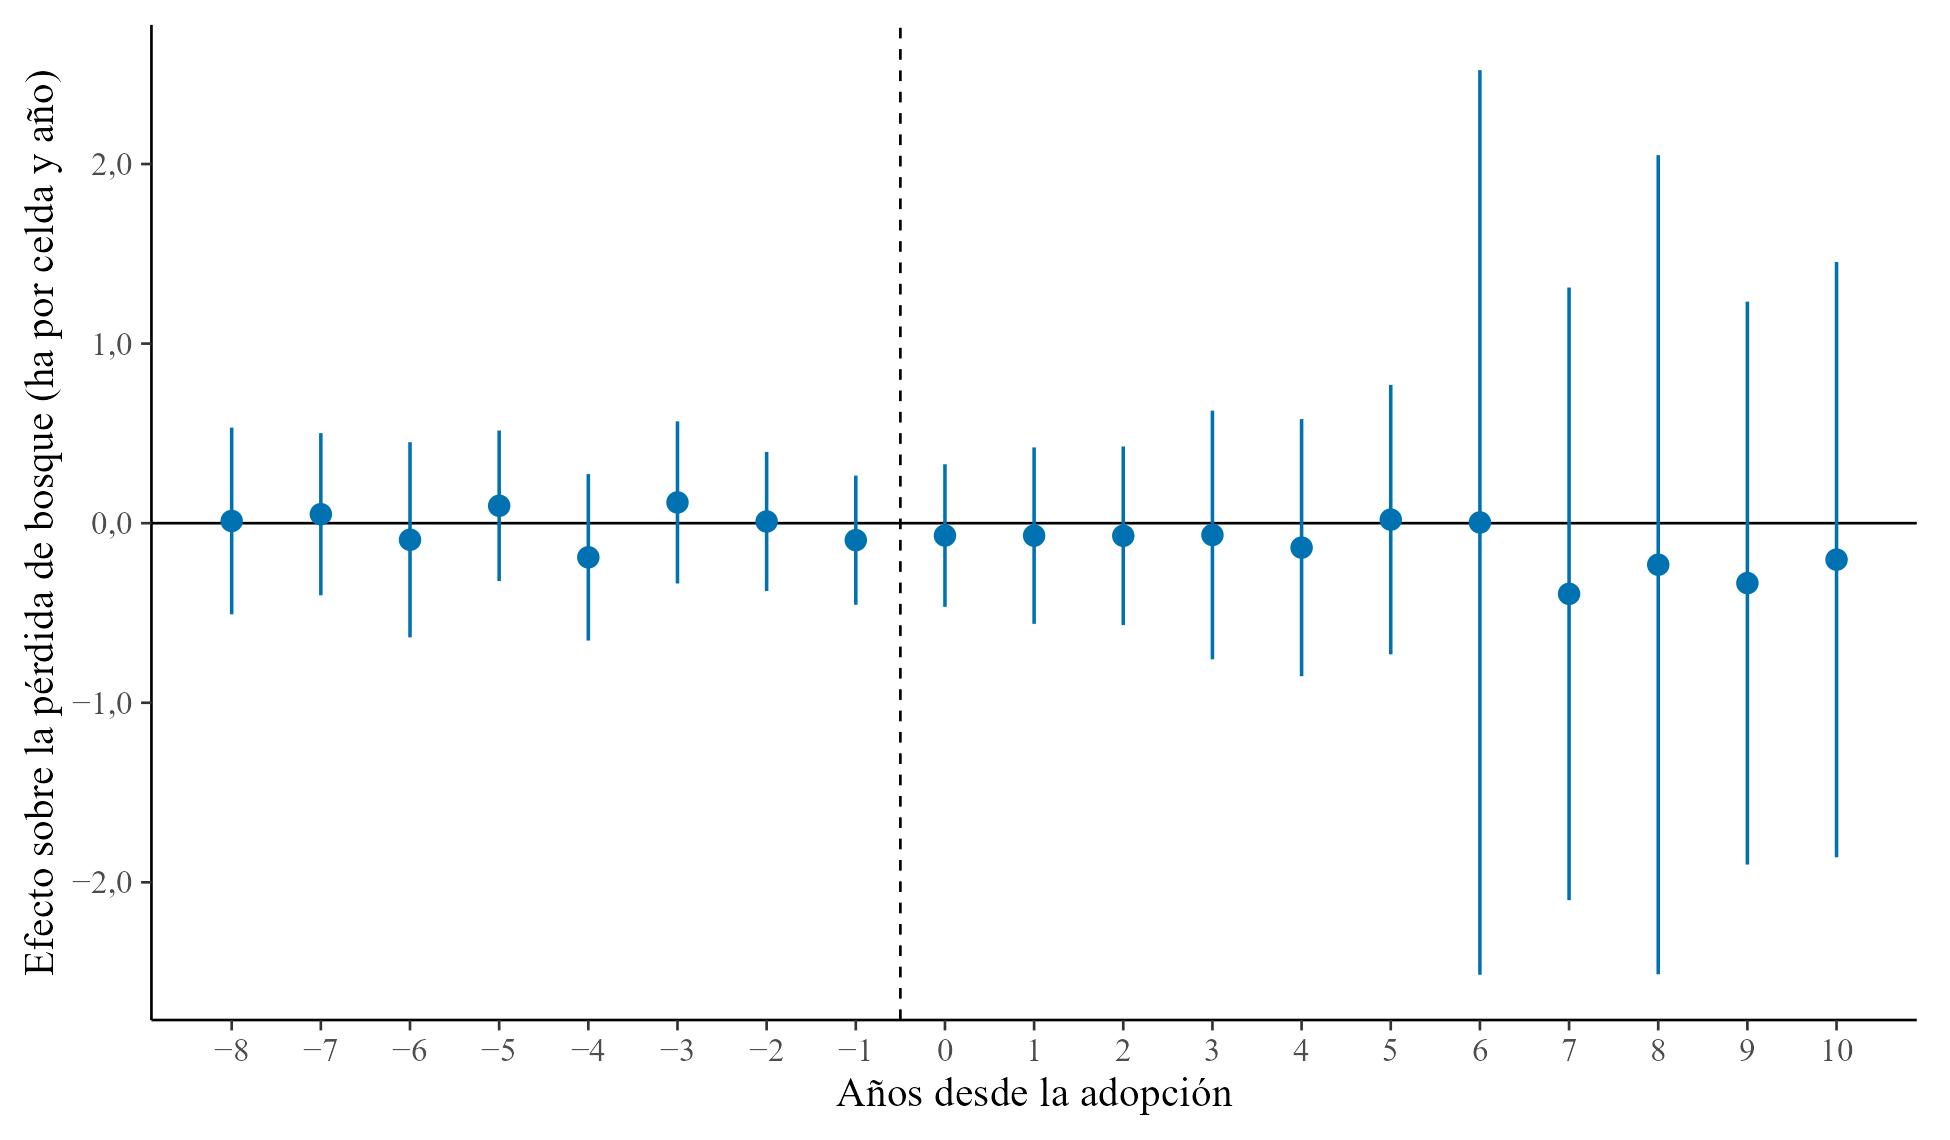 Efecto sobre la pérdida de bosque (ha por celda y año)
2,0
1,0
0,0
−1,0
−2,0
−8 −7 −6 −5 −4 −3 −2 −1 0 1 2 3 4 5 6 7 8 9 10
Años desde la adopción